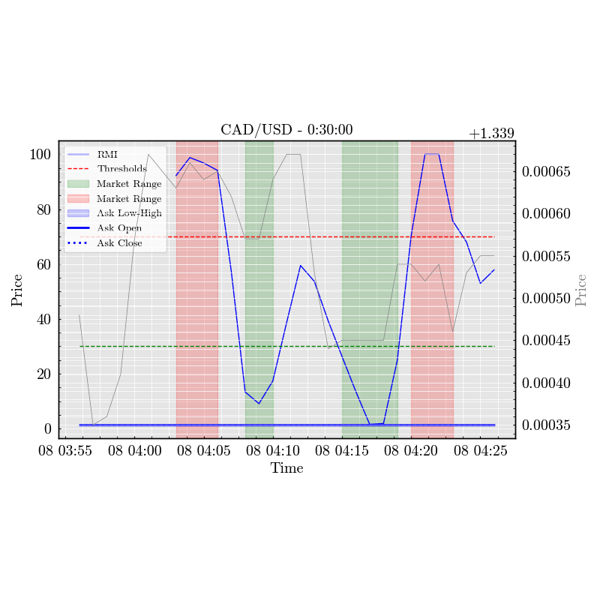 CAD/USD - 0:30:00
+1.339
RMI
Thresholds
Market Range
Market Range
Ask Low-High
Ask Open
Ask Close
100
80
60
40
20
0
Price
0.00065
0.00060
0.00055
0.00050
0.00045
0.00040
0.00035
Price
08 03:55 08 04:00 08 04:05 08 04:10 08 04:15 08 04:20 08 04:25
Time